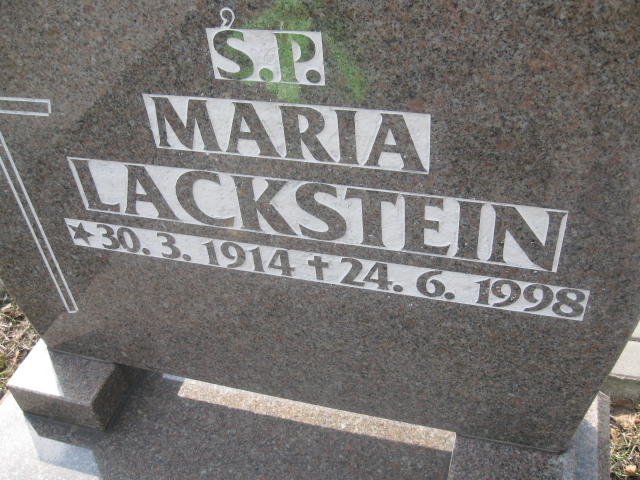 Ś.P.
MARIA
LACKSTEIN
★30.3.1914 ✝24.6.1998